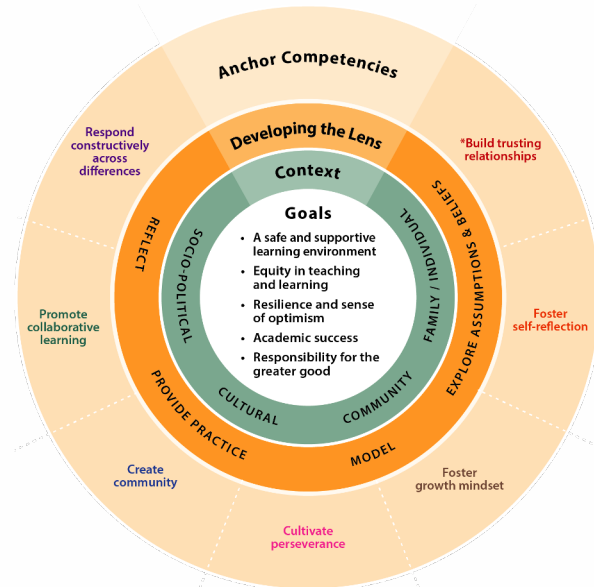 Anchor Competencies
Developing the Lens
Context
Goals
• A safe and supportive
learning environment
• Equity in teaching
and learning
• Resilience and sense
of optimism
• Academic success
• Responsibility for the
greater good
FAMILY / INDIVIDUAL
COMMUNITY
CULTURAL
SOCIO-POLITICAL
EXPLORE ASSUMPTIONS & BELIEFS
MODEL
PROVIDE PRACTICE
REFLECT
*Build trusting
relationships
Foster
self-reflection
Foster
growth mindset
Cultivate
perseverance
Create
community
Promote
collaborative
learning
Respond
constructively
across
differences